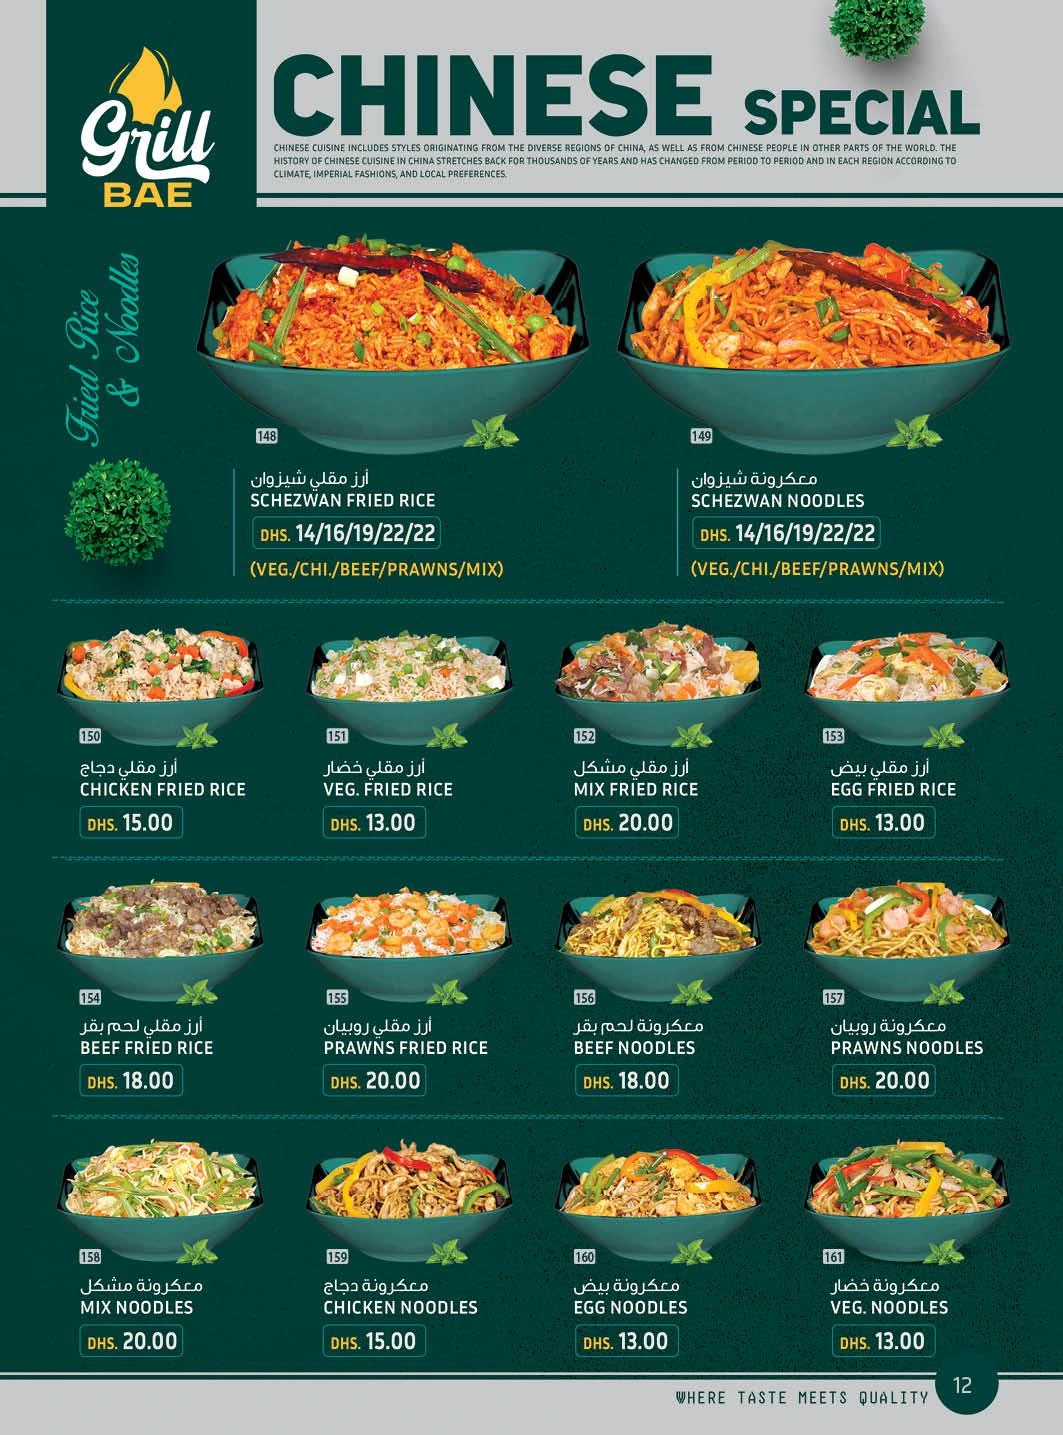 Grill
BAE
CHINESE SPECIAL
CHINESE CUISINE INCLUDES STYLES ORIGINATING FROM THE DIVERSE REGIONS OF CHINA, AS WELL AS FROM CHINESE PEOPLE IN OTHER PARTS OF THE WORLD. THE
HISTORY OF CHINESE CUISINE IN CHINA STRETCHES BACK FOR THOUSANDS OF YEARS AND HAS CHANGED FROM PERIOD TO PERIOD AND IN EACH REGION ACCORDING TO
CLIMATE, IMPERIAL FASHIONS, AND LOCAL PREFERENCES.
Fried Rice
& Noodles
148
أرز مقلي شيزوان
SCHEZWAN FRIED RICE
DHS. 14/16/19/22/22
(VEG./CHI./BEEF/PRAWNS/MIX)
149
معكرونة شيزوان
SCHEZWAN NOODLES
DHS. 14/16/19/22/22
(VEG./CHI./BEEF/PRAWNS/MIX)
150
أرز مقلي دجاج
CHICKEN FRIED RICE
DHS. 15.00
151
أرز مقلي خضار
VEG. FRIED RICE
DHS. 13.00
152
أرز مقلي مشكل
MIX FRIED RICE
DHS. 20.00
153
أرز مقلي بيض
EGG FRIED RICE
DHS. 13.00
154
أرز مقلي لحم بقر
BEEF FRIED RICE
DHS. 18.00
155
أرز مقلي روبيان
PRAWNS FRIED RICE
DHS. 20.00
156
معكرونة لحم بقر
BEEF NOODLES
DHS. 18.00
157
معكرونة روبيان
PRAWNS NOODLES
DHS. 20.00
158
معكرونة مشكل
MIX NOODLES
DHS. 20.00
159
معكرونة دجاج
CHICKEN NOODLES
DHS. 15.00
160
معكرونة بيض
EGG NOODLES
DHS. 13.00
161
معكرونة خضار
VEG. NOODLES
DHS. 13.00
WHERE TASTE MEETS QUALITY
12